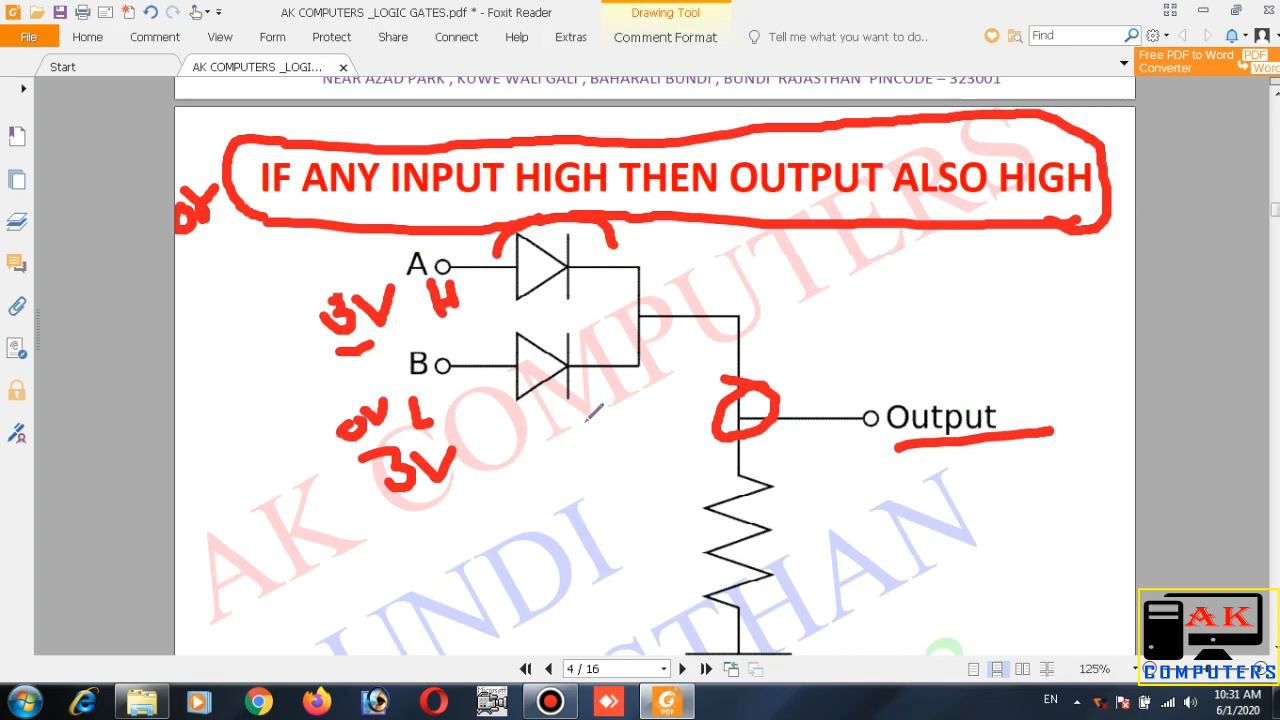 AK COMPUTERS _LOGIC GATES.pdf * - Foxit Reader
Drawing Tool
File Home Comment View Form Protect Share Connect Help Extras Comment Format Tell me what you want to do.. Find
Start
AK COMPUTERS _LOGI...
Free PDF to Word
Converter
PDF
Word
NEAR AZAD PARK , KUWE WALI GALI , BAHARALI BUNDI , BUNDI RAJASTHAN PINCODE – 323001
IF ANY INPUT HIGH THEN OUTPUT ALSO HIGH
A
3V H
B
0V L
3V
Output
AK COMPUTERS
BUNDI
RAJASTHAN
4 / 16
125%
AK
COMPUTERS
EN
10:31 AM
6/1/2020